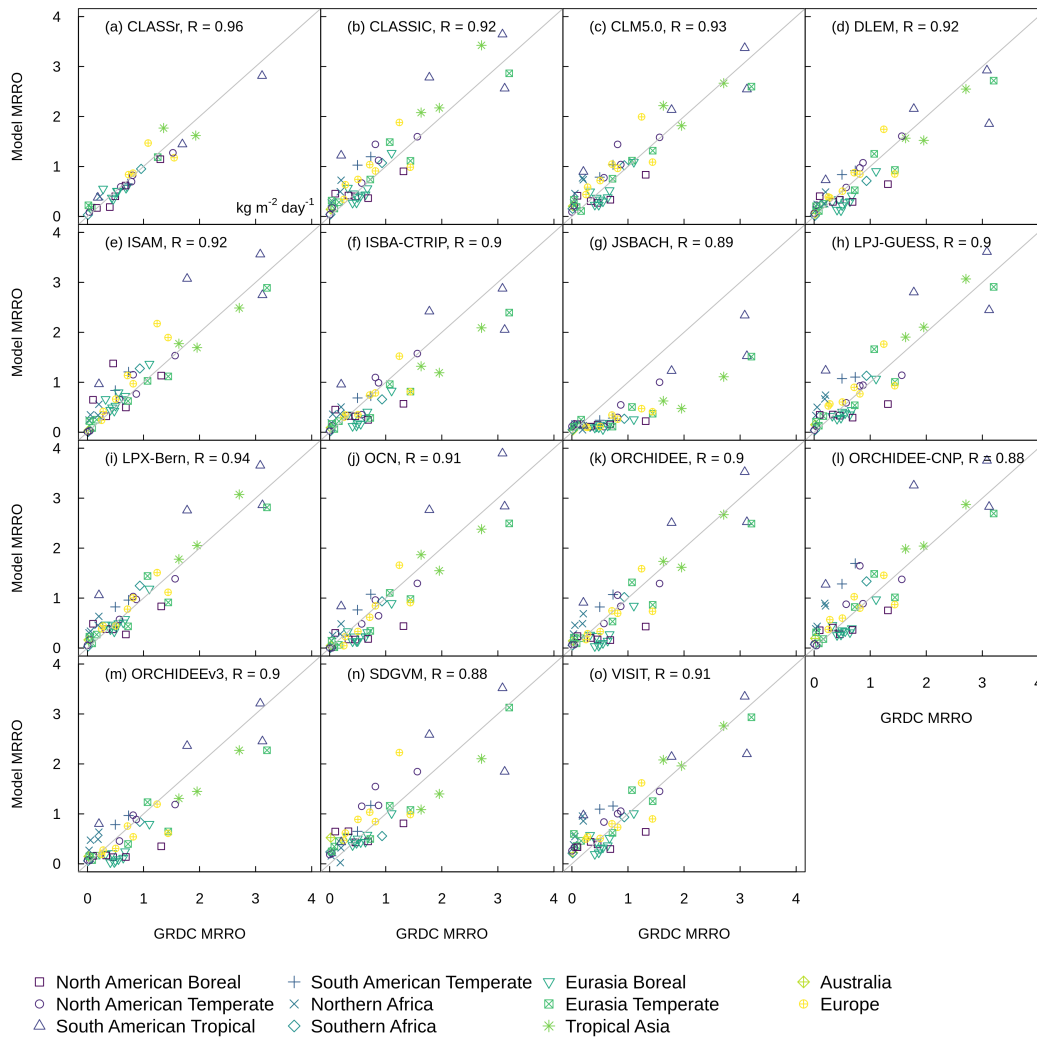 (a) CLASSr, R = 0.96
(b) CLASSIC, R = 0.92
(c) CLM5.0, R = 0.93
(d) DLEM, R = 0.92
Model MRRO
4
3
2
1
0
kg m⁻² day⁻¹
(e) ISAM, R = 0.92
(f) ISBA-CTRIP, R = 0.9
(g) JSBACH, R = 0.89
(h) LPJ-GUESS, R = 0.9
Model MRRO
4
3
2
1
0
(i) LPX-Bern, R = 0.94
(j) OCN, R = 0.91
(k) ORCHIDEE, R = 0.9
(l) ORCHIDEE-CNP, R = 0.88
Model MRRO
4
3
2
1
0
(m) ORCHIDEEv3, R = 0.9
(n) SDGVM, R = 0.88
(o) VISIT, R = 0.91
Model MRRO
4
3
2
1
0
0 1 2 3 4
GRDC MRRO
0 1 2 3 4
0 1 2 3 4
0 1 2 3 4
GRDC MRRO
GRDC MRRO
GRDC MRRO
North American Boreal
North American Temperate
South American Tropical
South American Temperate
Northern Africa
Southern Africa
Eurasia Boreal
Eurasia Temperate
Tropical Asia
Australia
Europe